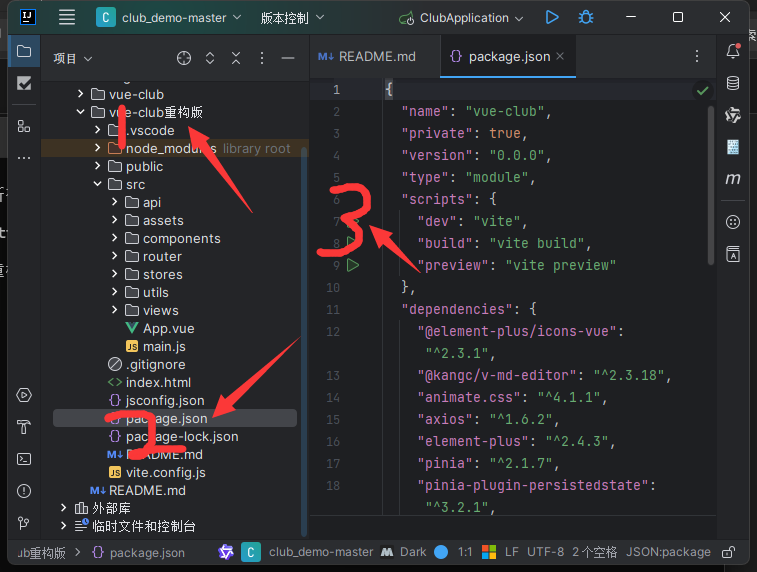 C club_demo-master 版本控制 ClubApplication
项目
README.md
package.json
vue-club
vue-club重构版
.vscode
node_modules library root
public
src
api
assets
components
router
stores
utils
views
App.vue
JS main.js
.gitignore
index.html
jsconfig.json
package.json
package-lock.json
README.md
vite.config.js
README.md
外部库
临时文件和控制台
1
3
1 {
2 "name": "vue-club",
3 "private": true,
4 "version": "0.0.0",
5 "type": "module",
6 "scripts": {
7 "dev": "vite",
8 "build": "vite build",
9 "preview": "vite preview"
10 },
11 "dependencies": {
12 "@element-plus/icons-vue":
"^2.3.1",
13 "@kangc/v-md-editor": "^2.3.18",
14 "animate.css": "^4.1.1",
15 "axios": "^1.6.2",
16 "element-plus": "^2.4.3",
17 "pinia": "^2.1.7",
18 "pinia-plugin-persistedstate":
"^3.2.1",
ub重构版 > package.json C club_demo-master Dark 1:1 LF UTF-8 2 个空格 JSON:package